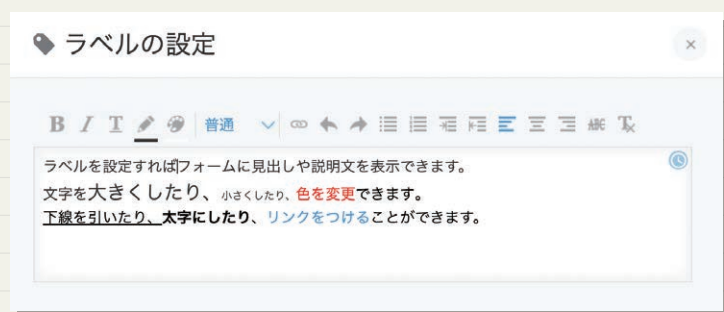 ラベルの設定
×
B I T 普通 ABC Tx
ラベルを設定すればフォームに見出しや説明文を表示できます。
文字を大きくしたり、小さくしたり、色を変更できます。
下線を引いたり、太字にしたり、リンクをつけることができます。